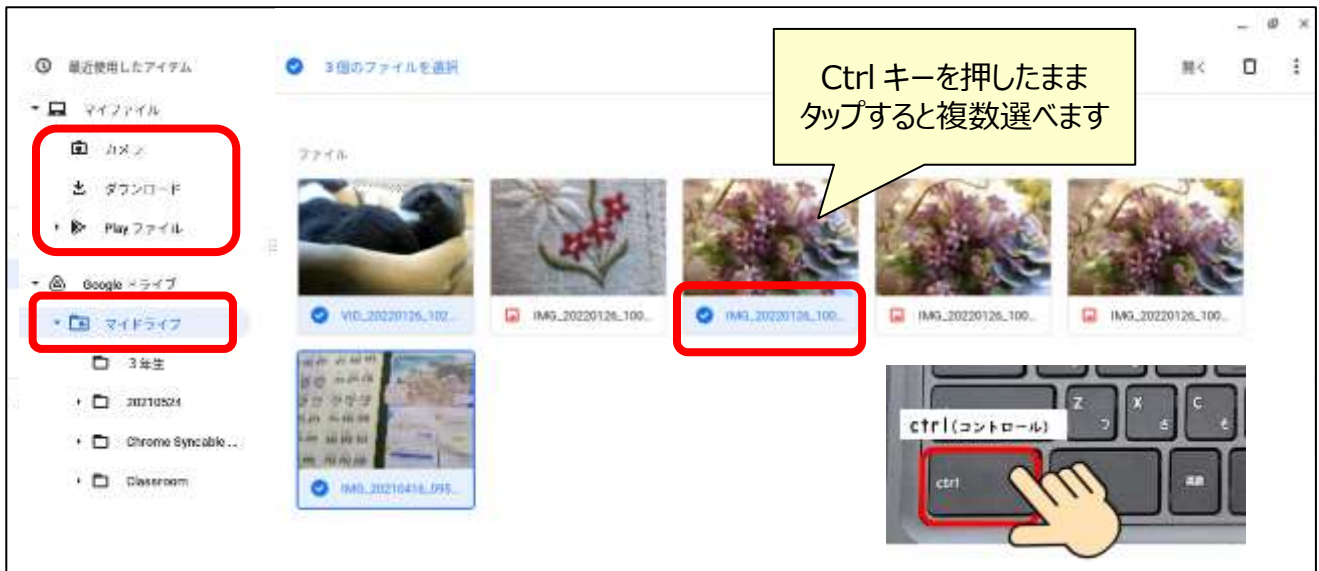 最近使用したアイテム
マイファイル
カメラ
ダウンロード
Play ファイル
Google ドライブ
マイドライブ
3年生
20210524
Chrome Syncable ...
Classroom
3 個のファイルを選択
開く
Ctrl キーを押したまま
タップすると複数選べます
ファイル
VID_20220126_102...
IMG_20220126_100...
IMG_20220126_100...
IMG_20220126_100...
IMG_20220126_100...
IMG_20210416_095...
ctrl(コントロール)
Z
X
C
つ
さ
そ
ctrl
英数